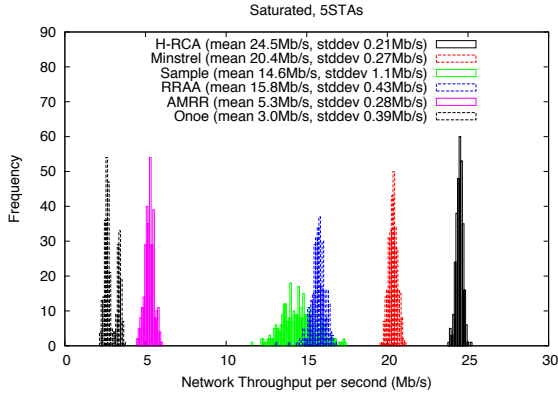 Saturated, 5STAs
H-RCA (mean 24.5Mb/s, stddev 0.21Mb/s)
Minstrel (mean 20.4Mb/s, stddev 0.27Mb/s)
Sample (mean 14.6Mb/s, stddev 1.1Mb/s)
RRAA (mean 15.8Mb/s, stddev 0.43Mb/s)
AMRR (mean 5.3Mb/s, stddev 0.28Mb/s)
Onoe (mean 3.0Mb/s, stddev 0.39Mb/s)
Frequency
90
80
70
60
50
40
30
20
10
0
0 5 10 15 20 25 30
Network Throughput per second (Mb/s)